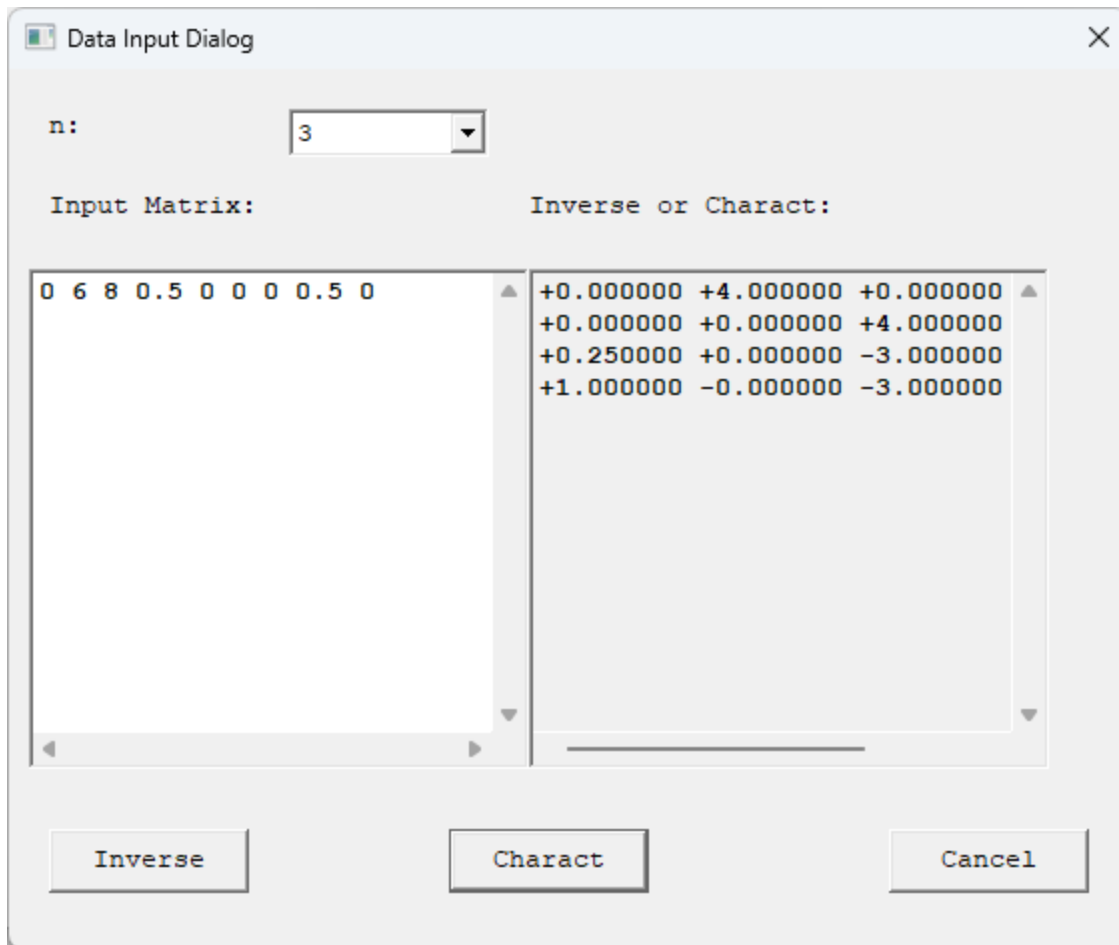 Data Input Dialog
n:
3
Input Matrix:
Inverse or Charact:
0 6 8 0.5 0 0 0 0.5 0
+0.000000 +4.000000 +0.000000
+0.000000 +0.000000 +4.000000
+0.250000 +0.000000 -3.000000
+1.000000 -0.000000 -3.000000
Inverse
Charact
Cancel